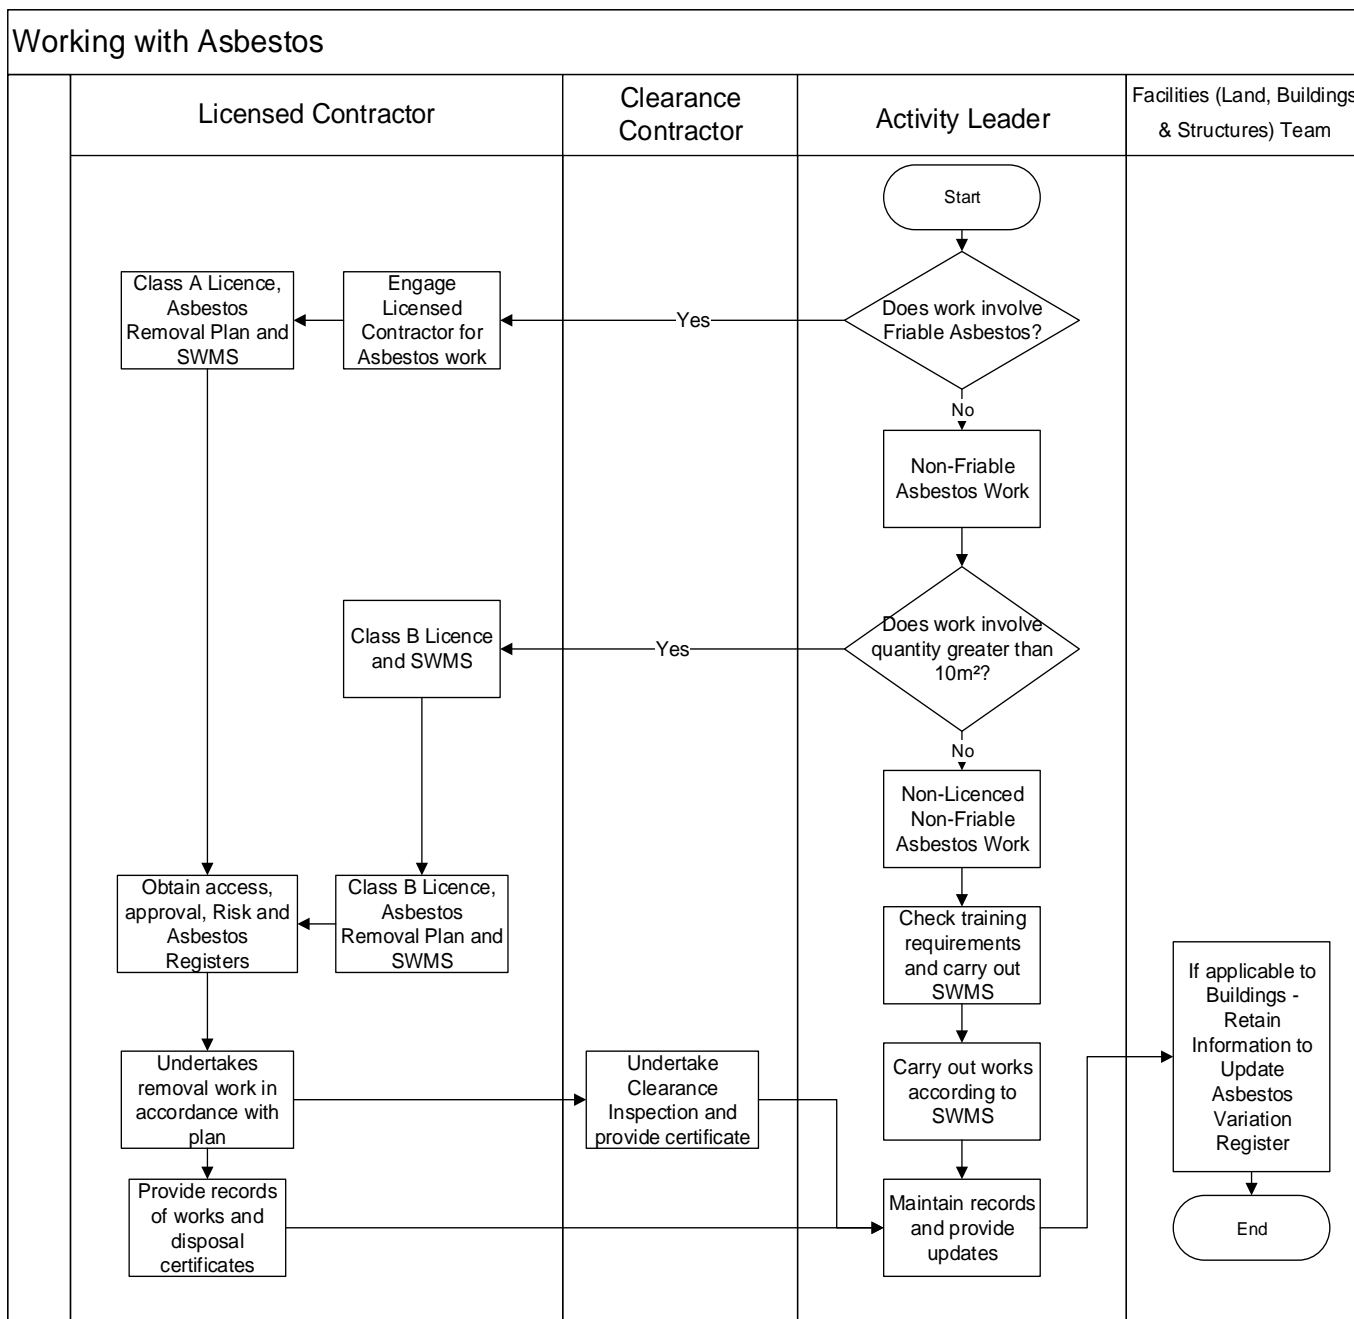 Working with Asbestos
Licensed Contractor
Clearance
Contractor
Activity Leader
Facilities (Land, Buildings
& Structures) Team
Start
Does work involve
Friable Asbestos?
Yes
Engage
Licensed
Contractor for
Asbestos work
Class A Licence,
Asbestos
Removal Plan and
SWMS
No
Non-Friable
Asbestos Work
Does work involve
quantity greater than
10m²?
Yes
Class B Licence
and SWMS
No
Non-Licenced
Non-Friable
Asbestos Work
Obtain access,
approval, Risk and
Asbestos
Registers
Class B Licence,
Asbestos
Removal Plan and
SWMS
Check training
requirements
and carry out
SWMS
If applicable to
Buildings -
Retain
Information to
Update
Asbestos
Variation
Register
Undertakes
removal work in
accordance with
plan
Undertake
Clearance
Inspection and
provide certificate
Carry out works
according to
SWMS
Provide records
of works and
disposal
certificates
Maintain records
and provide
updates
End